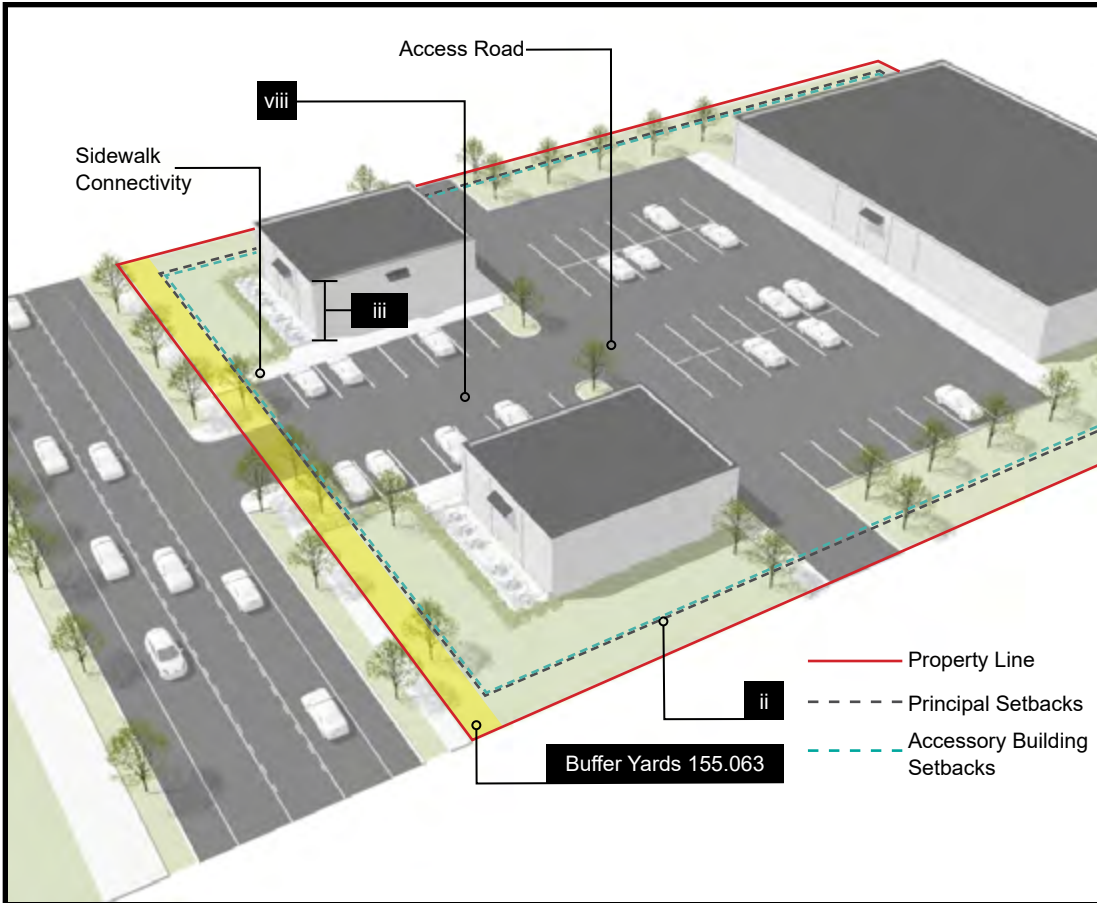 Access Road
viii
Sidewalk
Connectivity
iii
Property Line
ii
Principal Setbacks
Buffer Yards 155.063
Accessory Building
Setbacks